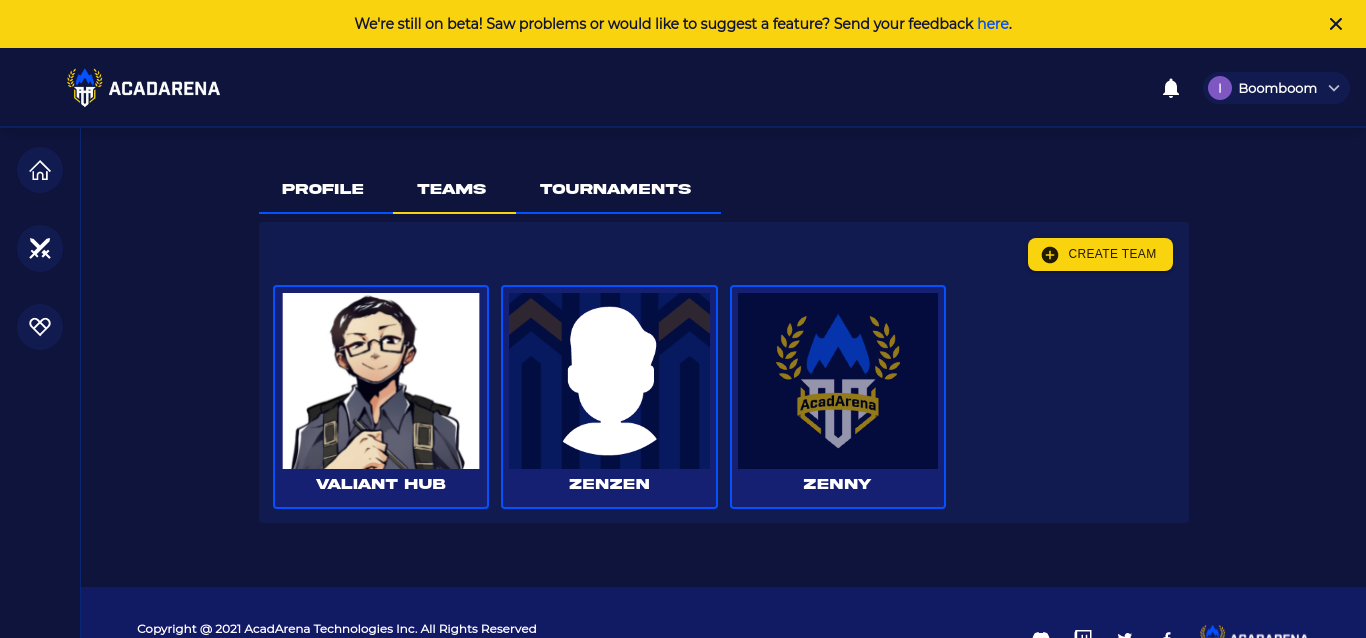 We're still on beta! Saw problems or would like to suggest a feature? Send your feedback here.
ACADARENA
I
Boomboom
PROFILE
TEAMS
TOURNAMENTS
CREATE TEAM
AcadArena
VALIANT HUB
ZENZEN
ZENNY
Copyright @ 2021 AcadArena Technologies Inc. All Rights Reserved
ACADARENA